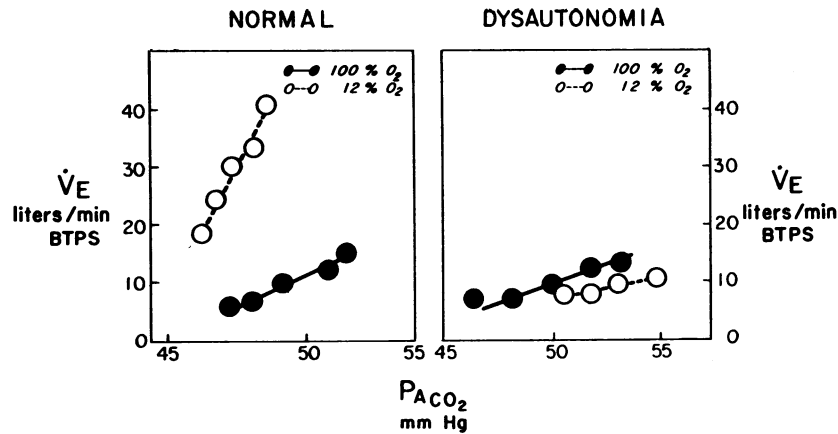 NORMAL
DYSAUTONOMIA
100 % O2
12 % O2
100 % O2
12 % O2
40
30
20
10
0
V̇E
liters/min
BTPS
40
30
20
10
0
V̇E
liters/min
BTPS
45
50
55
45
50
55
PACO2
mm Hg